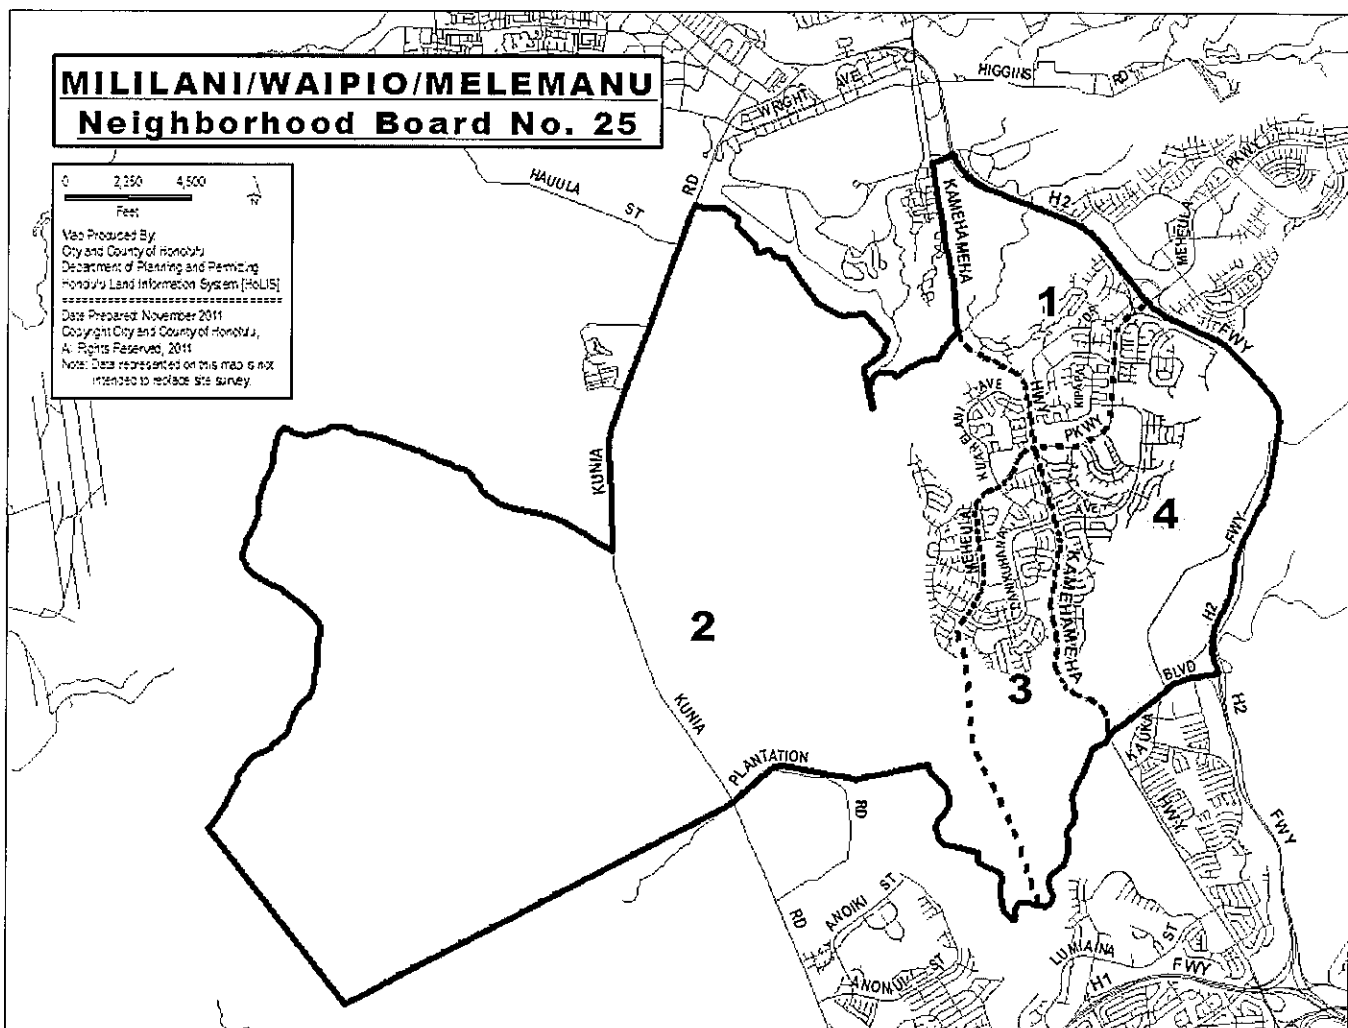 MILILANI/WAIPIO/MELEMANU
Neighborhood Board No. 25
0 2,250 4,500
Feet
Map Produced By:
City and County of Honolulu
Department of Planning and Permitting
Honolulu Land Information System [HoLIS]
Date Prepared: November 2011
Copyright City and County of Honolulu,
All Rights Reserved, 2011
Note: Data represented on this map is not
intended to replace site survey.
WRIGHT
AVE
HIGGINS
RD
HAUULA
ST
RD
KAMEHAMEHA
H2
MEHEULA
PKWY
1
DR
FWY
KIPAPA
AVE
HWY
PKWY
KUAHELANI
KUNIA
4
AVE
MEHEULA
KAMEHAMEHA
FWY
H2
2
3
BLVD
H2
KUNIA
KAUKA
PLANTATION
RD
HWY
FWY
RD
ANOIKI
ST
LUMIAINA
ST
FWY
ANONUI
ST
H1